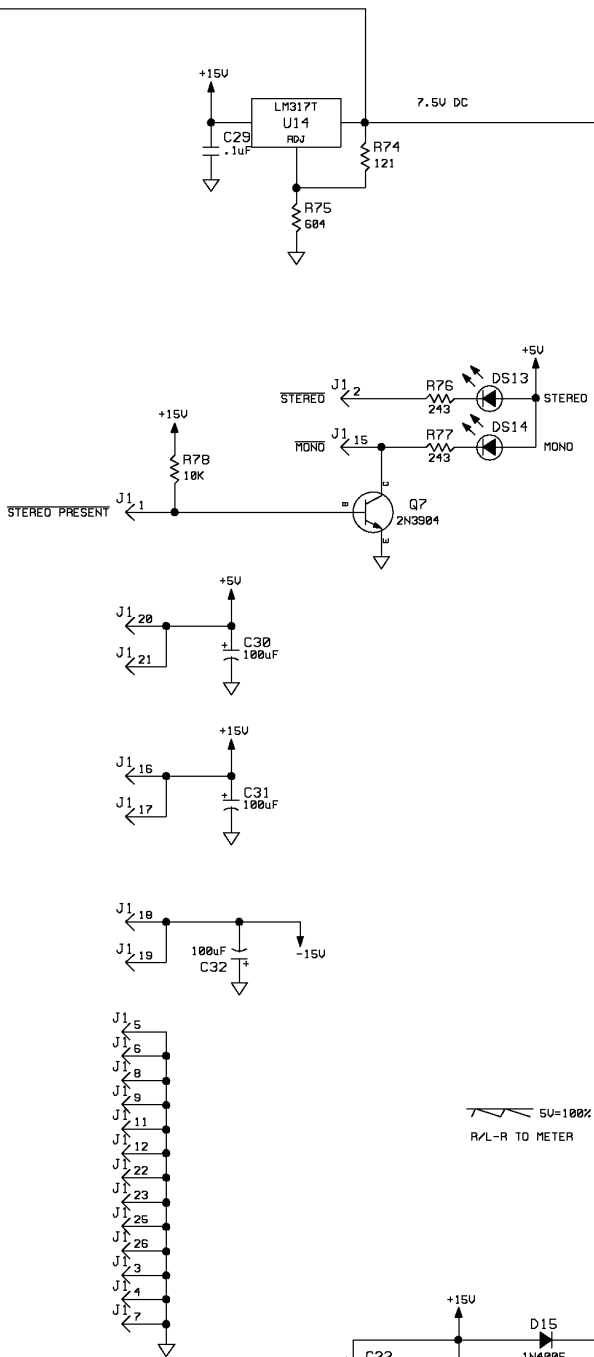 +15V
LM317T
U14
ADJ
7.5V DC
C29
.1uF
R74
121
R75
604
+5V
J1
2
R76
243
DS13
STEREO
STEREO
J1
15
R77
243
DS14
MONO
MONO
+15V
R78
10K
J1
1
STEREO PRESENT
B
C
E
Q7
2N3904
+5V
J1
20
J1
21
+
C30
100uF
+15V
J1
16
J1
17
+
C31
100uF
J1
18
J1
19
100uF
C32
+
-15V
J1
5
J1
6
J1
8
J1
9
J1
11
J1
12
J1
22
J1
23
J1
25
J1
26
J1
3
J1
4
J1
7
5V=100%
R/L-R TO METER
+15V
D15